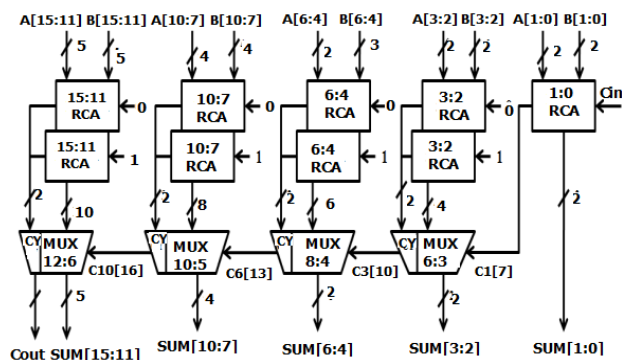 A[15:11] B[15:11] A[10:7] B[10:7] A[6:4] B[6:4] A[3:2] B[3:2] A[1:0] B[1:0]
5 5 4 4 2 3 2 2 2 2
15:11 RCA 0 10:7 RCA 0 6:4 RCA 0 3:2 RCA 0 1:0 RCA Cin
15:11 RCA 1 10:7 RCA 1 6:4 RCA 1 3:2 RCA 1
2 10 2 8 2 6 2 4 2
CY MUX 12:6 C10[16] CY MUX 10:5 C6[13] CY MUX 8:4 C3[10] CY MUX 6:3 C1[7]
5 4 2 2
Cout SUM[15:11] SUM[10:7] SUM[6:4] SUM[3:2] SUM[1:0]